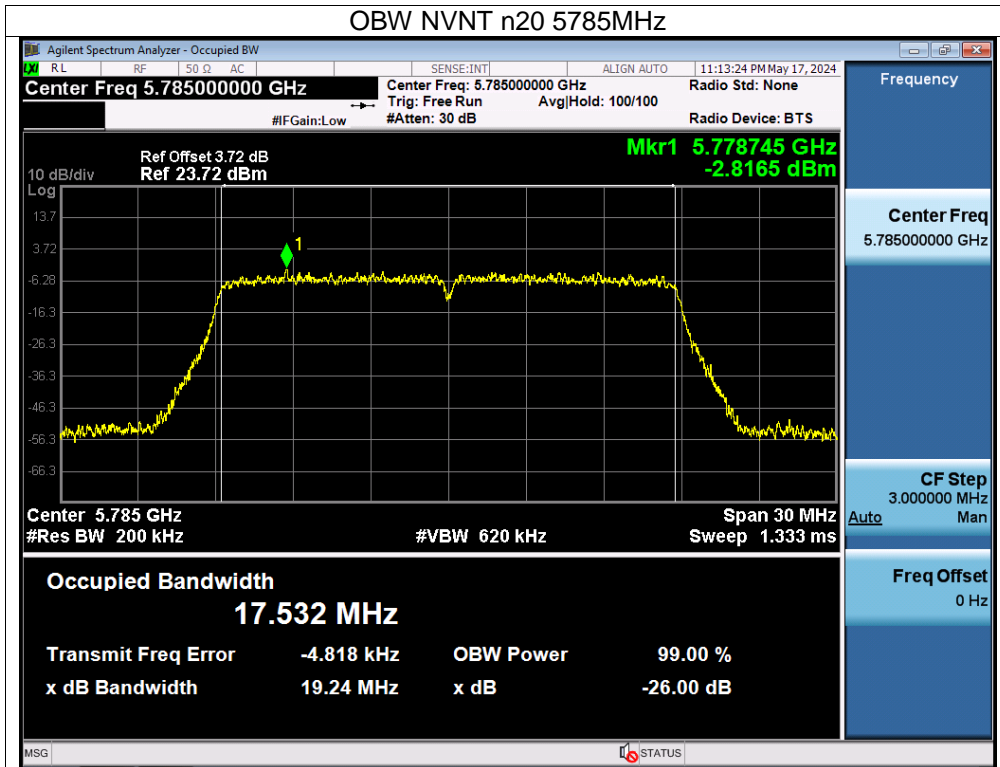 OBW NVNT n20 5785MHz
Agilent Spectrum Analyzer - Occupied BW
LXI RL RF 50 Ω AC SENSE:INT ALIGN AUTO 11:13:24 PM May 17, 2024
Center Freq 5.785000000 GHz
Center Freq: 5.785000000 GHz Radio Std: None
Trig: Free Run Avg|Hold: 100/100
#IFGain:Low #Atten: 30 dB Radio Device: BTS
Mkr1 5.778745 GHz
-2.8165 dBm
Ref Offset 3.72 dB
10 dB/div Ref 23.72 dBm
Log
13.7
3.72
-6.28
-16.3
-26.3
-36.3
-46.3
-56.3
-66.3
1
Center 5.785 GHz Span 30 MHz
#Res BW 200 kHz #VBW 620 kHz Sweep 1.333 ms
Occupied Bandwidth
17.532 MHz
Transmit Freq Error -4.818 kHz OBW Power 99.00 %
x dB Bandwidth 19.24 MHz x dB -26.00 dB
MSG STATUS
Frequency
Center Freq
5.785000000 GHz
CF Step
3.000000 MHz
Auto Man
Freq Offset
0 Hz